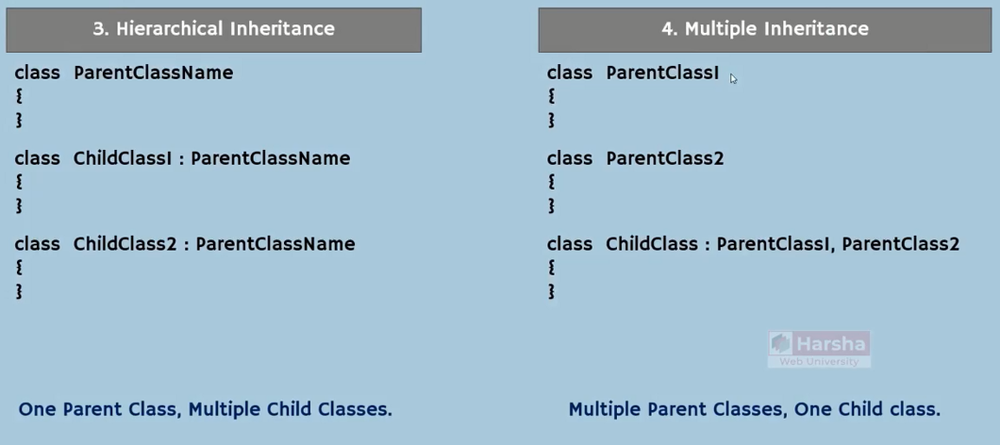 3. Hierarchical Inheritance
class ParentClassName
{
}
class ChildClass1 : ParentClassName
{
}
class ChildClass2 : ParentClassName
{
}
One Parent Class, Multiple Child Classes.
4. Multiple Inheritance
class ParentClass1
{
}
class ParentClass2
{
}
class ChildClass : ParentClass1, ParentClass2
{
}
Harsha
Web University
Multiple Parent Classes, One Child class.